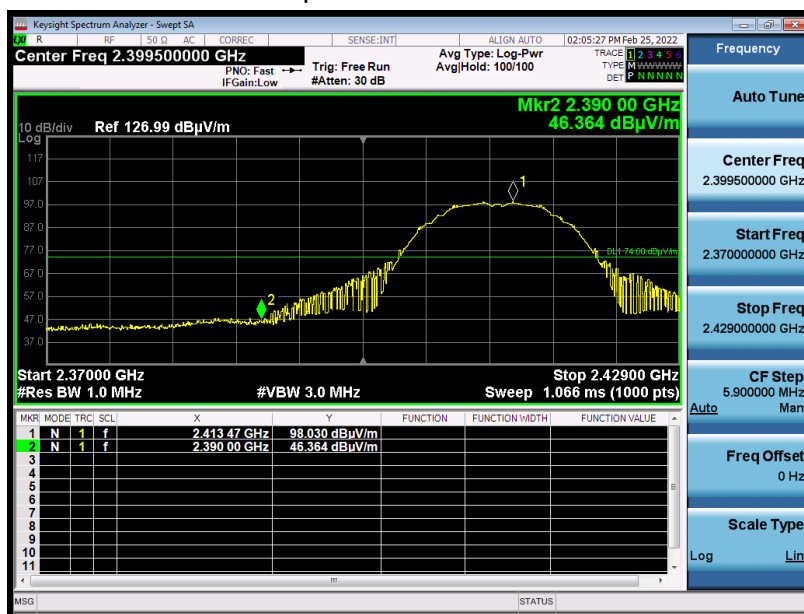 Keysight Spectrum Analyzer - Swept SA
LXI R RF 50 Ω AC CORREC SENSE:INT ALIGN AUTO 02:05:27 PM Feb 25, 2022
Center Freq 2.399500000 GHz
PNO: Fast
IFGain:Low
Trig: Free Run
#Atten: 30 dB
Avg Type: Log-Pwr
Avg|Hold: 100/100
TRACE 1 2 3 4 5 6
TYPE M WWWWW
DET P N N N N N
Mkr2 2.390 00 GHz
46.364 dBµV/m
10 dB/div Ref 126.99 dBµV/m
Log
117
107
97.0
87.0
77.0
67.0
57.0
47.0
37.0
1
2
DL1 74.00 dBµV/m
Start 2.37000 GHz Stop 2.42900 GHz
#Res BW 1.0 MHz #VBW 3.0 MHz Sweep 1.066 ms (1000 pts)
MKR MODE TRC SCL X Y FUNCTION FUNCTION WIDTH FUNCTION VALUE
1 N 1 f 2.413 47 GHz 98.030 dBµV/m
2 N 1 f 2.390 00 GHz 46.364 dBµV/m
3
4
5
6
7
8
9
10
11
MSG STATUS
Frequency
Auto Tune
Center Freq
2.399500000 GHz
Start Freq
2.370000000 GHz
Stop Freq
2.429000000 GHz
CF Step
5.900000 MHz
Auto Man
Freq Offset
0 Hz
Scale Type
Log Lin